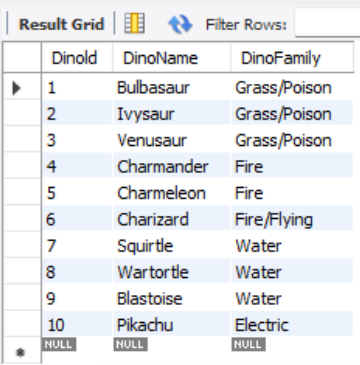 Result Grid Filter Rows:
DinoId DinoName DinoFamily
1 Bulbasaur Grass/Poison
2 Ivysaur Grass/Poison
3 Venusaur Grass/Poison
4 Charmander Fire
5 Charmeleon Fire
6 Charizard Fire/Flying
7 Squirtle Water
8 Wartortle Water
9 Blastoise Water
10 Pikachu Electric
NULL NULL NULL